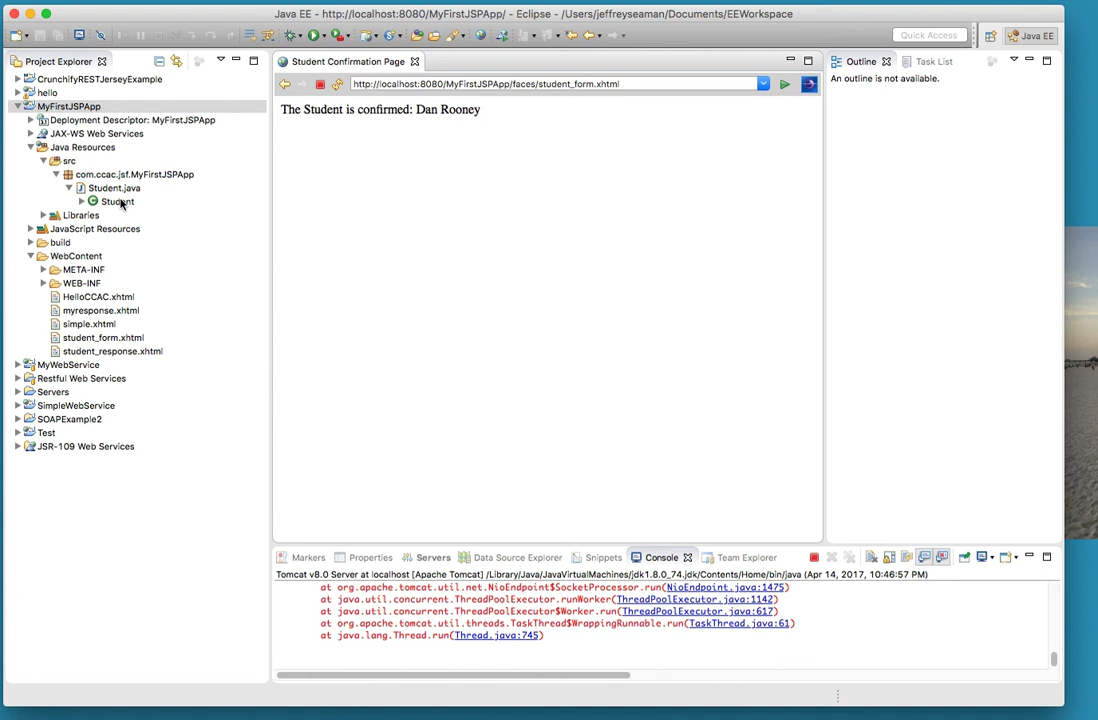 Java EE - http://localhost:8080/MyFirstJSPApp/ - Eclipse - /Users/jeffreyseaman/Documents/EEWorkspace
Quick Access
Java EE
Project Explorer
Student Confirmation Page
Outline
Task List
CrunchifyRESTJerseyExample
hello
MyFirstJSPApp
Deployment Descriptor: MyFirstJSPApp
JAX-WS Web Services
Java Resources
src
com.ccac.jsf.MyFirstJSPApp
Student.java
Student
Libraries
JavaScript Resources
build
WebContent
META-INF
WEB-INF
HelloCCAC.xhtml
myresponse.xhtml
simple.xhtml
student_form.xhtml
student_response.xhtml
MyWebService
Restful Web Services
Servers
SimpleWebService
SOAPExample2
Test
JSR-109 Web Services
http://localhost:8080/MyFirstJSPApp/faces/student_form.xhtml
The Student is confirmed: Dan Rooney
An outline is not available.
Markers
Properties
Servers
Data Source Explorer
Snippets
Console
Team Explorer
Tomcat v8.0 Server at localhost [Apache Tomcat] /Library/Java/JavaVirtualMachines/jdk1.8.0_74.jdk/Contents/Home/bin/java (Apr 14, 2017, 10:46:57 PM)
at org.apache.tomcat.util.net.NioEndpoint$SocketProcessor.run(NioEndpoint.java:1475)
at java.util.concurrent.ThreadPoolExecutor.runWorker(ThreadPoolExecutor.java:1142)
at java.util.concurrent.ThreadPoolExecutor$Worker.run(ThreadPoolExecutor.java:617)
at org.apache.tomcat.util.threads.TaskThread$WrappingRunnable.run(TaskThread.java:61)
at java.lang.Thread.run(Thread.java:745)